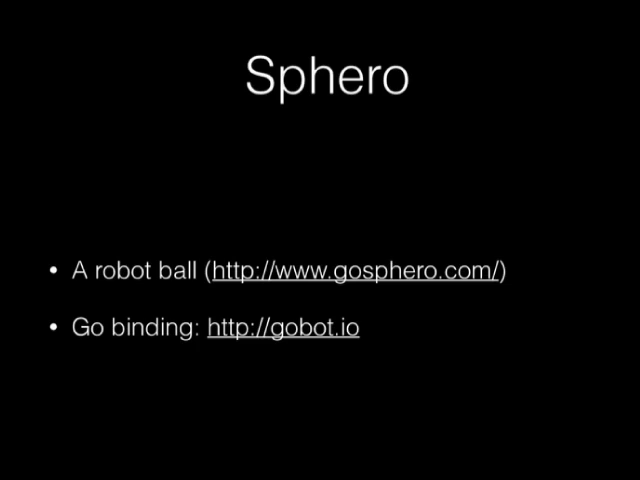 Sphero
• A robot ball (http://www.gosphero.com/)
• Go binding: http://gobot.io